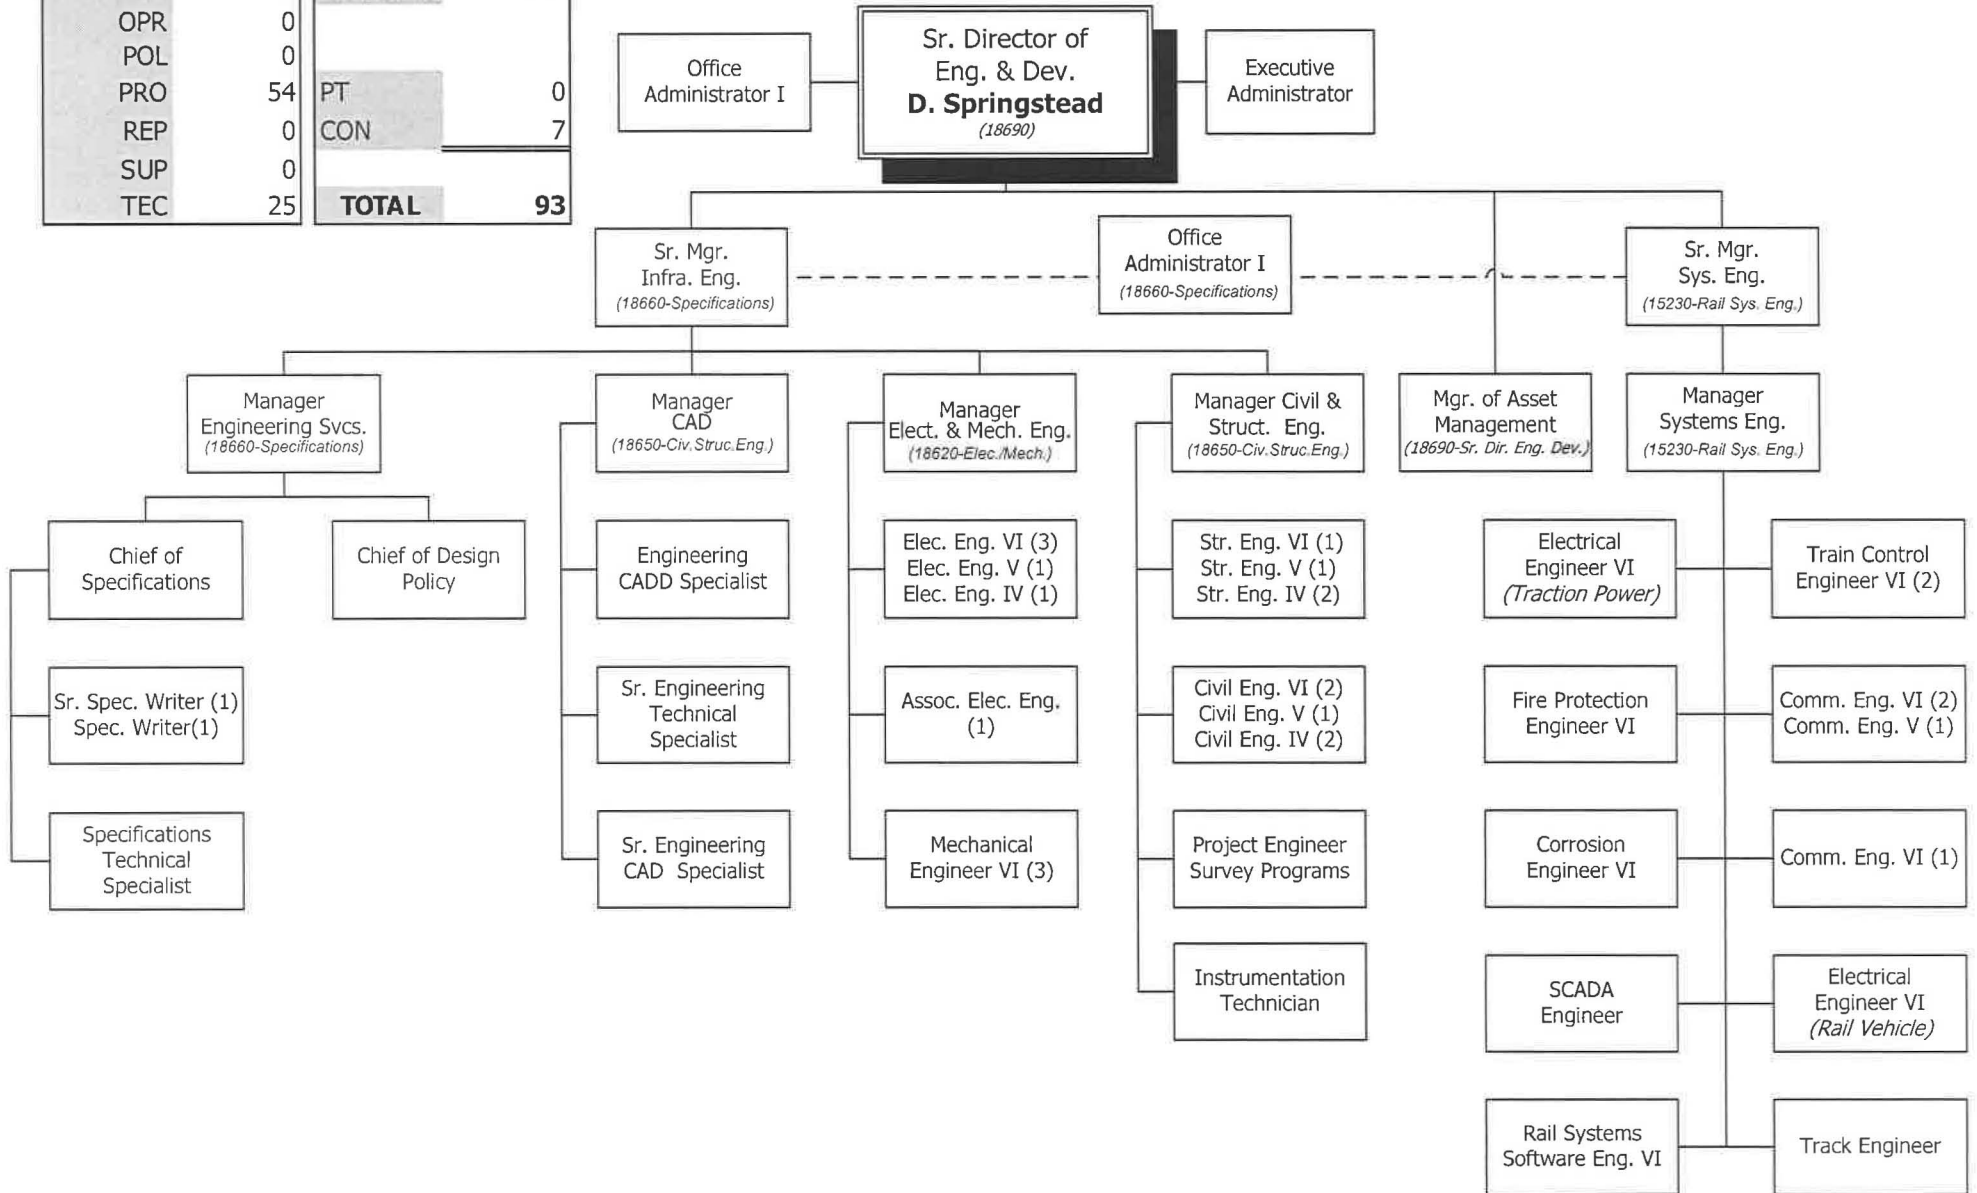 OPR 0
POL 0
PRO 54
REP 0
SUP 0
TEC 25
PT 0
CON 7
TOTAL 93
Office
Administrator I
Sr. Director of
Eng. & Dev.
D. Springstead
(18690)
Executive
Administrator
Sr. Mgr.
Infra. Eng.
(18660-Specifications)
Office
Administrator I
(18660-Specifications)
Sr. Mgr.
Sys. Eng.
(15230-Rail Sys. Eng.)
Manager
Engineering Svcs.
(18660-Specifications)
Manager
CAD
(18650-Civ.Struc.Eng.)
Manager
Elect. & Mech. Eng.
(18620-Elec./Mech.)
Manager Civil &
Struct. Eng.
(18650-Civ.Struc.Eng.)
Mgr. of Asset
Management
(18690-Sr. Dir. Eng. Dev.)
Manager
Systems Eng.
(15230-Rail Sys. Eng.)
Chief of
Specifications
Chief of Design
Policy
Engineering
CADD Specialist
Elec. Eng. VI (3)
Elec. Eng. V (1)
Elec. Eng. IV (1)
Str. Eng. VI (1)
Str. Eng. V (1)
Str. Eng. IV (2)
Electrical
Engineer VI
(Traction Power)
Train Control
Engineer VI (2)
Sr. Spec. Writer (1)
Spec. Writer(1)
Sr. Engineering
Technical
Specialist
Assoc. Elec. Eng.
(1)
Civil Eng. VI (2)
Civil Eng. V (1)
Civil Eng. IV (2)
Fire Protection
Engineer VI
Comm. Eng. VI (2)
Comm. Eng. V (1)
Specifications
Technical
Specialist
Sr. Engineering
CAD Specialist
Mechanical
Engineer VI (3)
Project Engineer
Survey Programs
Corrosion
Engineer VI
Comm. Eng. VI (1)
Instrumentation
Technician
SCADA
Engineer
Electrical
Engineer VI
(Rail Vehicle)
Rail Systems
Software Eng. VI
Track Engineer